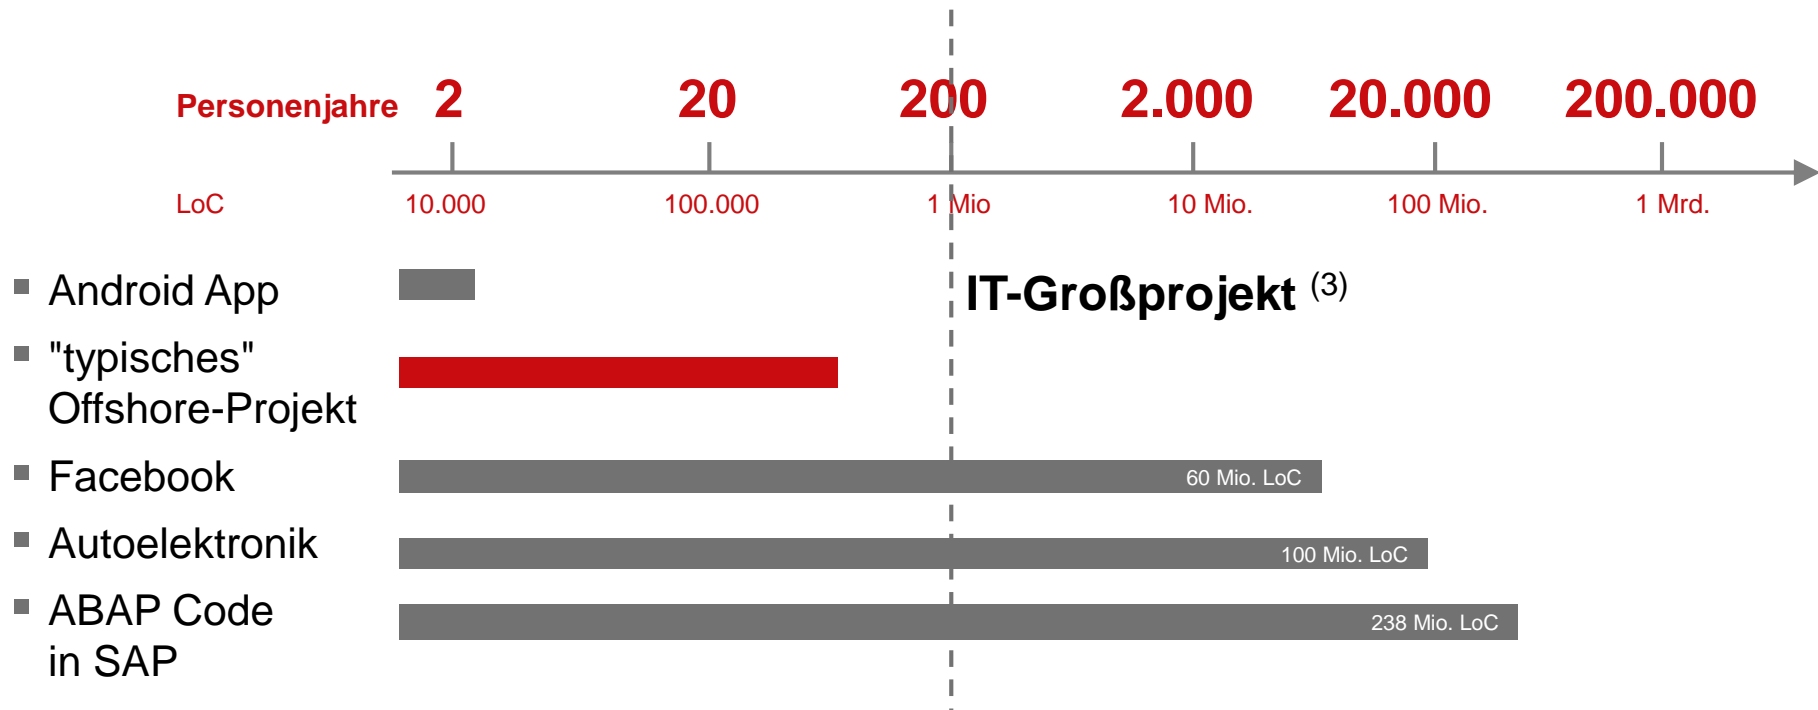 Personenjahre 2 20 200 2.000 20.000 200.000
LoC 10.000 100.000 1 Mio 10 Mio. 100 Mio. 1 Mrd.
Android App
IT-Großprojekt (3)
"typisches"
Offshore-Projekt
Facebook
60 Mio. LoC
Autoelektronik
100 Mio. LoC
ABAP Code
in SAP
238 Mio. LoC